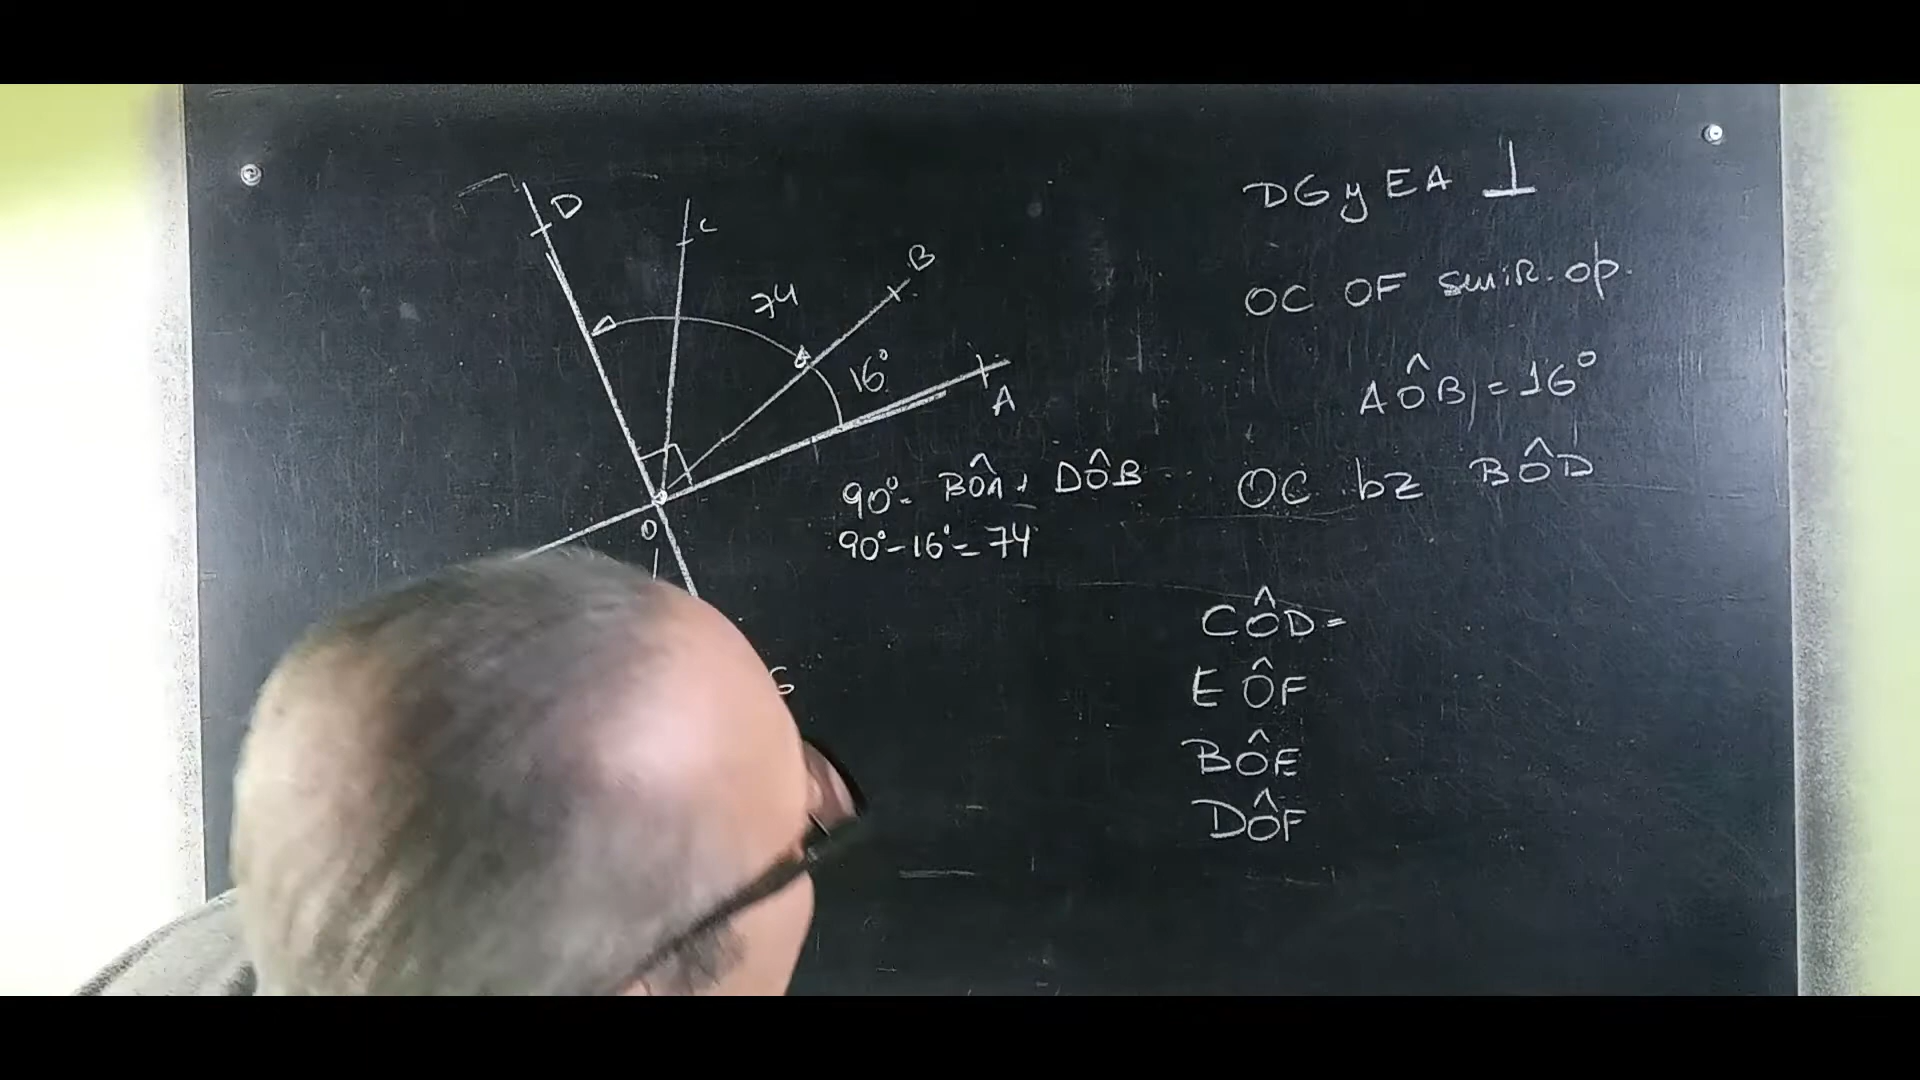 D
C
B
74
16°
A
O
G
90° = BÔA + DÔB
90° - 16° = 74
DG y EA ⊥
OC OF semir. op.
AÔB = 16°
OC bz BÔD
CÔD =
EÔF
BÔE
DÔF